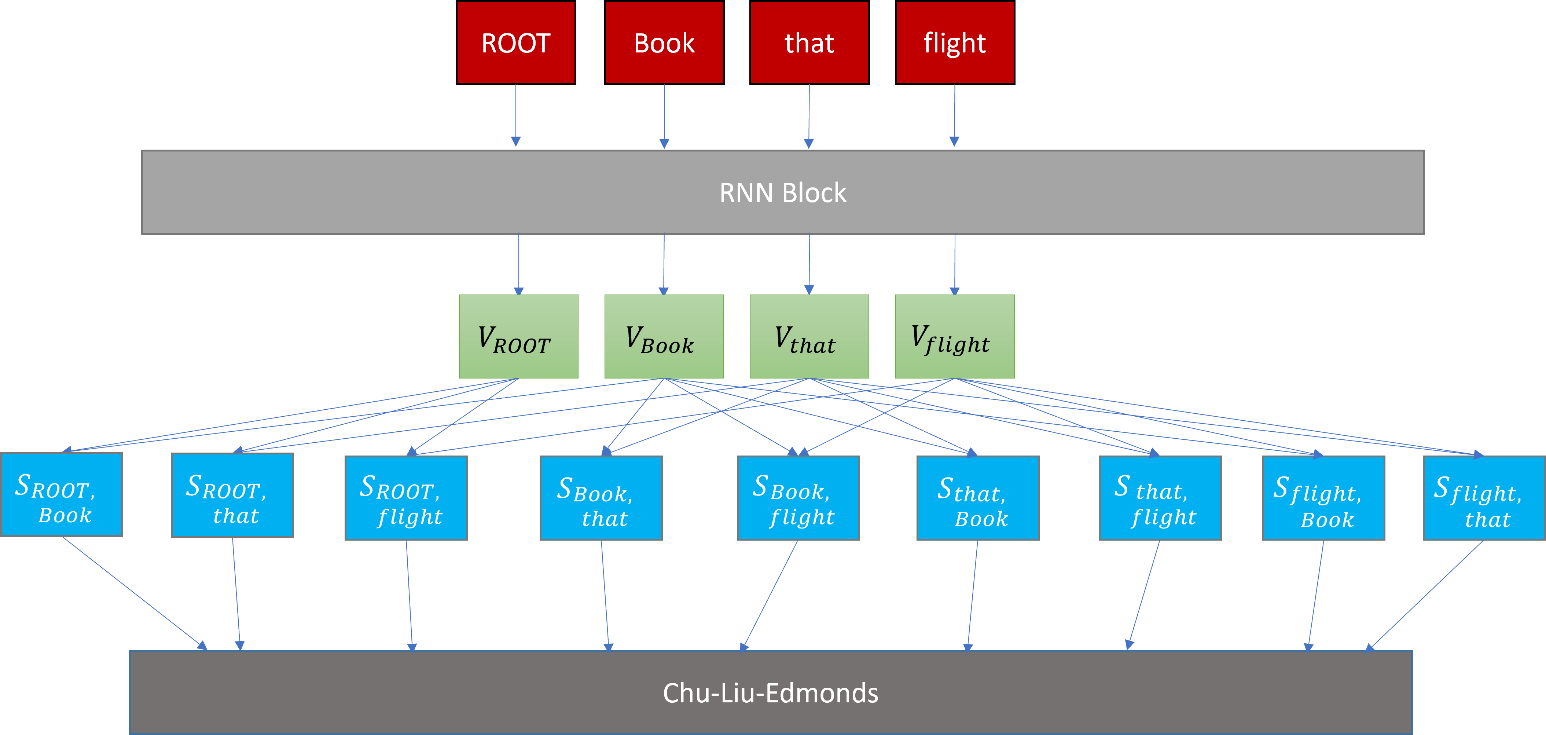 ROOT Book that flight
RNN Block
V_ROOT V_Book V_that V_flight
S_ROOT, Book S_ROOT, that S_ROOT, flight S_Book, that S_Book, flight S_that, Book S_that, flight S_flight, Book S_flight, that
Chu-Liu-Edmonds